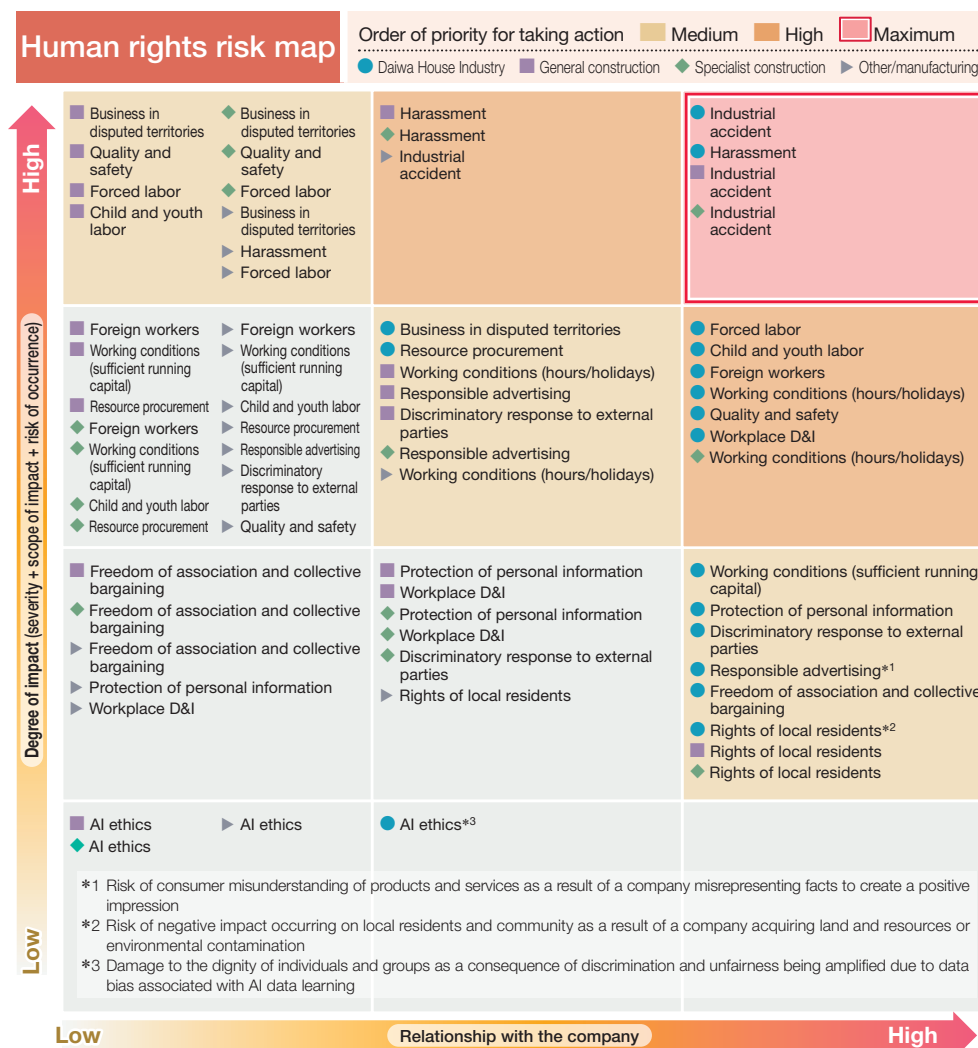 Human rights risk map
Order of priority for taking action Medium High Maximum
Daiwa House Industry General construction Specialist construction Other/manufacturing
High
Degree of impact (severity + scope of impact + risk of occurrence)
Low
Business in
disputed territories
Quality and
safety
Forced labor
Child and youth
labor
Business in
disputed territories
Quality and
safety
Forced labor
Business in
disputed territories
Harassment
Forced labor
Harassment
Harassment
Industrial
accident
Industrial
accident
Harassment
Industrial
accident
Industrial
accident
Foreign workers
Working conditions
(sufficient running
capital)
Resource procurement
Foreign workers
Working conditions
(sufficient running
capital)
Child and youth labor
Resource procurement
Foreign workers
Working conditions
(sufficient running
capital)
Child and youth labor
Resource procurement
Responsible advertising
Discriminatory
response to external
parties
Quality and safety
Business in disputed territories
Resource procurement
Working conditions (hours/holidays)
Responsible advertising
Discriminatory response to external
parties
Responsible advertising
Working conditions (hours/holidays)
Forced labor
Child and youth labor
Foreign workers
Working conditions (hours/holidays)
Quality and safety
Workplace D&I
Working conditions (hours/holidays)
Freedom of association and collective
bargaining
Freedom of association and collective
bargaining
Freedom of association and collective
bargaining
Protection of personal information
Workplace D&I
Protection of personal information
Workplace D&I
Protection of personal information
Workplace D&I
Discriminatory response to external
parties
Rights of local residents
Working conditions (sufficient running
capital)
Protection of personal information
Discriminatory response to external
parties
Responsible advertising*1
Freedom of association and collective
bargaining
Rights of local residents*2
Rights of local residents
Rights of local residents
AI ethics
AI ethics
AI ethics
AI ethics*3
*1 Risk of consumer misunderstanding of products and services as a result of a company misrepresenting facts to create a positive
impression
*2 Risk of negative impact occurring on local residents and community as a result of a company acquiring land and resources or
environmental contamination
*3 Damage to the dignity of individuals and groups as a consequence of discrimination and unfairness being amplified due to data
bias associated with AI data learning
Low Relationship with the company High